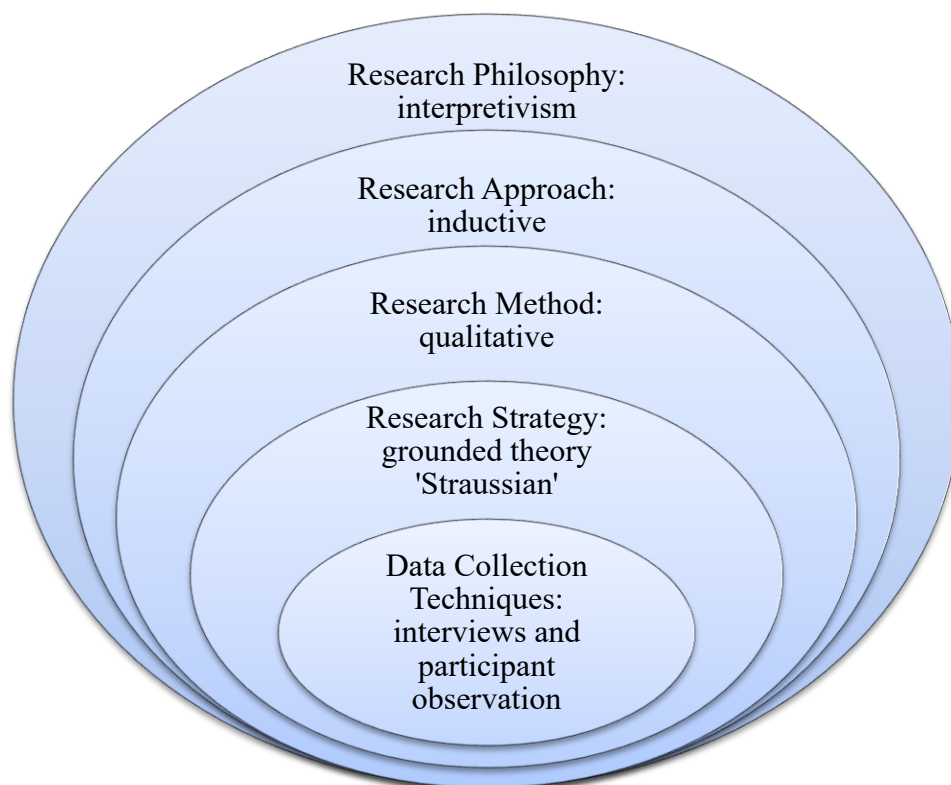 Research Philosophy:
interpretivism
Research Approach:
inductive
Research Method:
qualitative
Research Strategy:
grounded theory
'Straussian'
Data Collection
Techniques:
interviews and
participant
observation